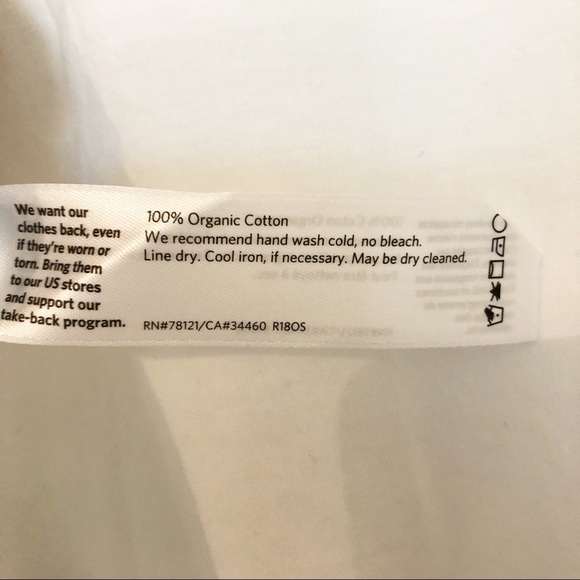 We want our
clothes back, even
if they're worn or
torn. Bring them
to our US stores
and support our
take-back program.
100% Organic Cotton
We recommend hand wash cold, no bleach.
Line dry. Cool iron, if necessary. May be dry cleaned.
RN#78121/CA#34460 R18OS